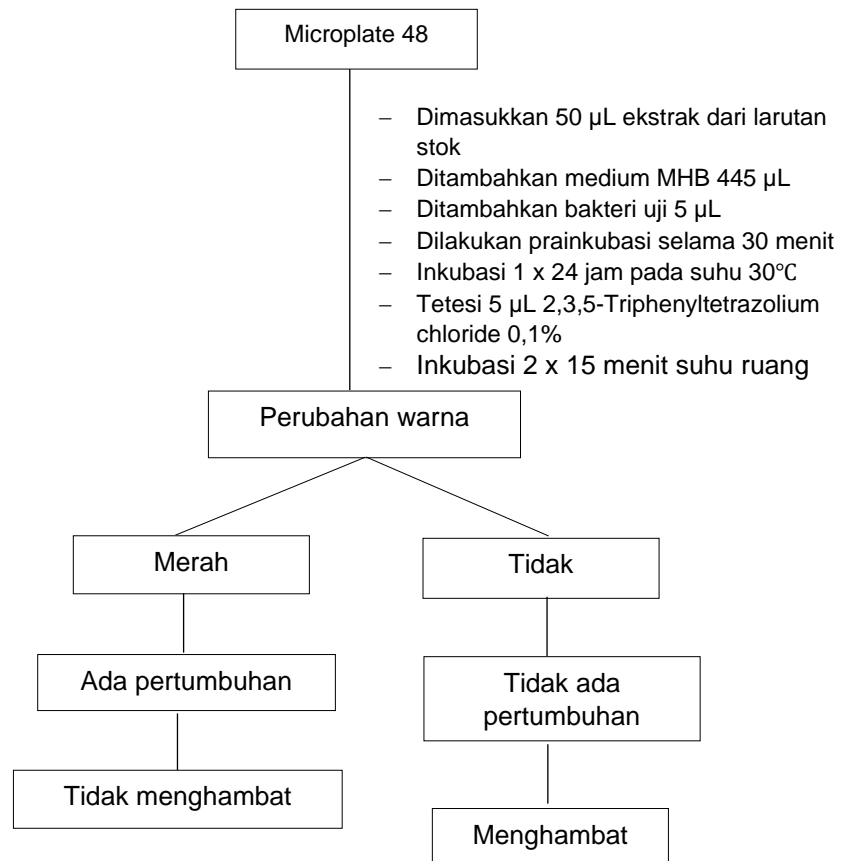 Microplate 48
– Dimasukkan 50 µL ekstrak dari larutan
stok
– Ditambahkan medium MHB 445 µL
– Ditambahkan bakteri uji 5 µL
– Dilakukan prainkubasi selama 30 menit
– Inkubasi 1 x 24 jam pada suhu 30℃
– Tetesi 5 µL 2,3,5-Triphenyltetrazolium
chloride 0,1%
– Inkubasi 2 x 15 menit suhu ruang
Perubahan warna
Merah
Tidak
Ada pertumbuhan
Tidak ada
pertumbuhan
Tidak menghambat
Menghambat